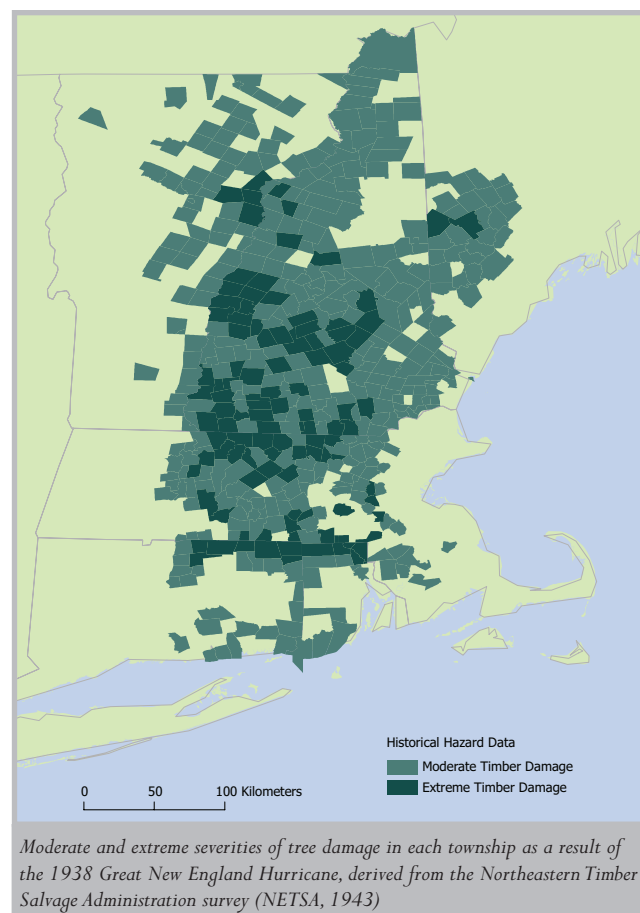 Historical Hazard Data
Moderate Timber Damage
Extreme Timber Damage
0 50 100 Kilometers
Moderate and extreme severities of tree damage in each township as a result of
the 1938 Great New England Hurricane, derived from the Northeastern Timber
Salvage Administration survey (NETSA, 1943)